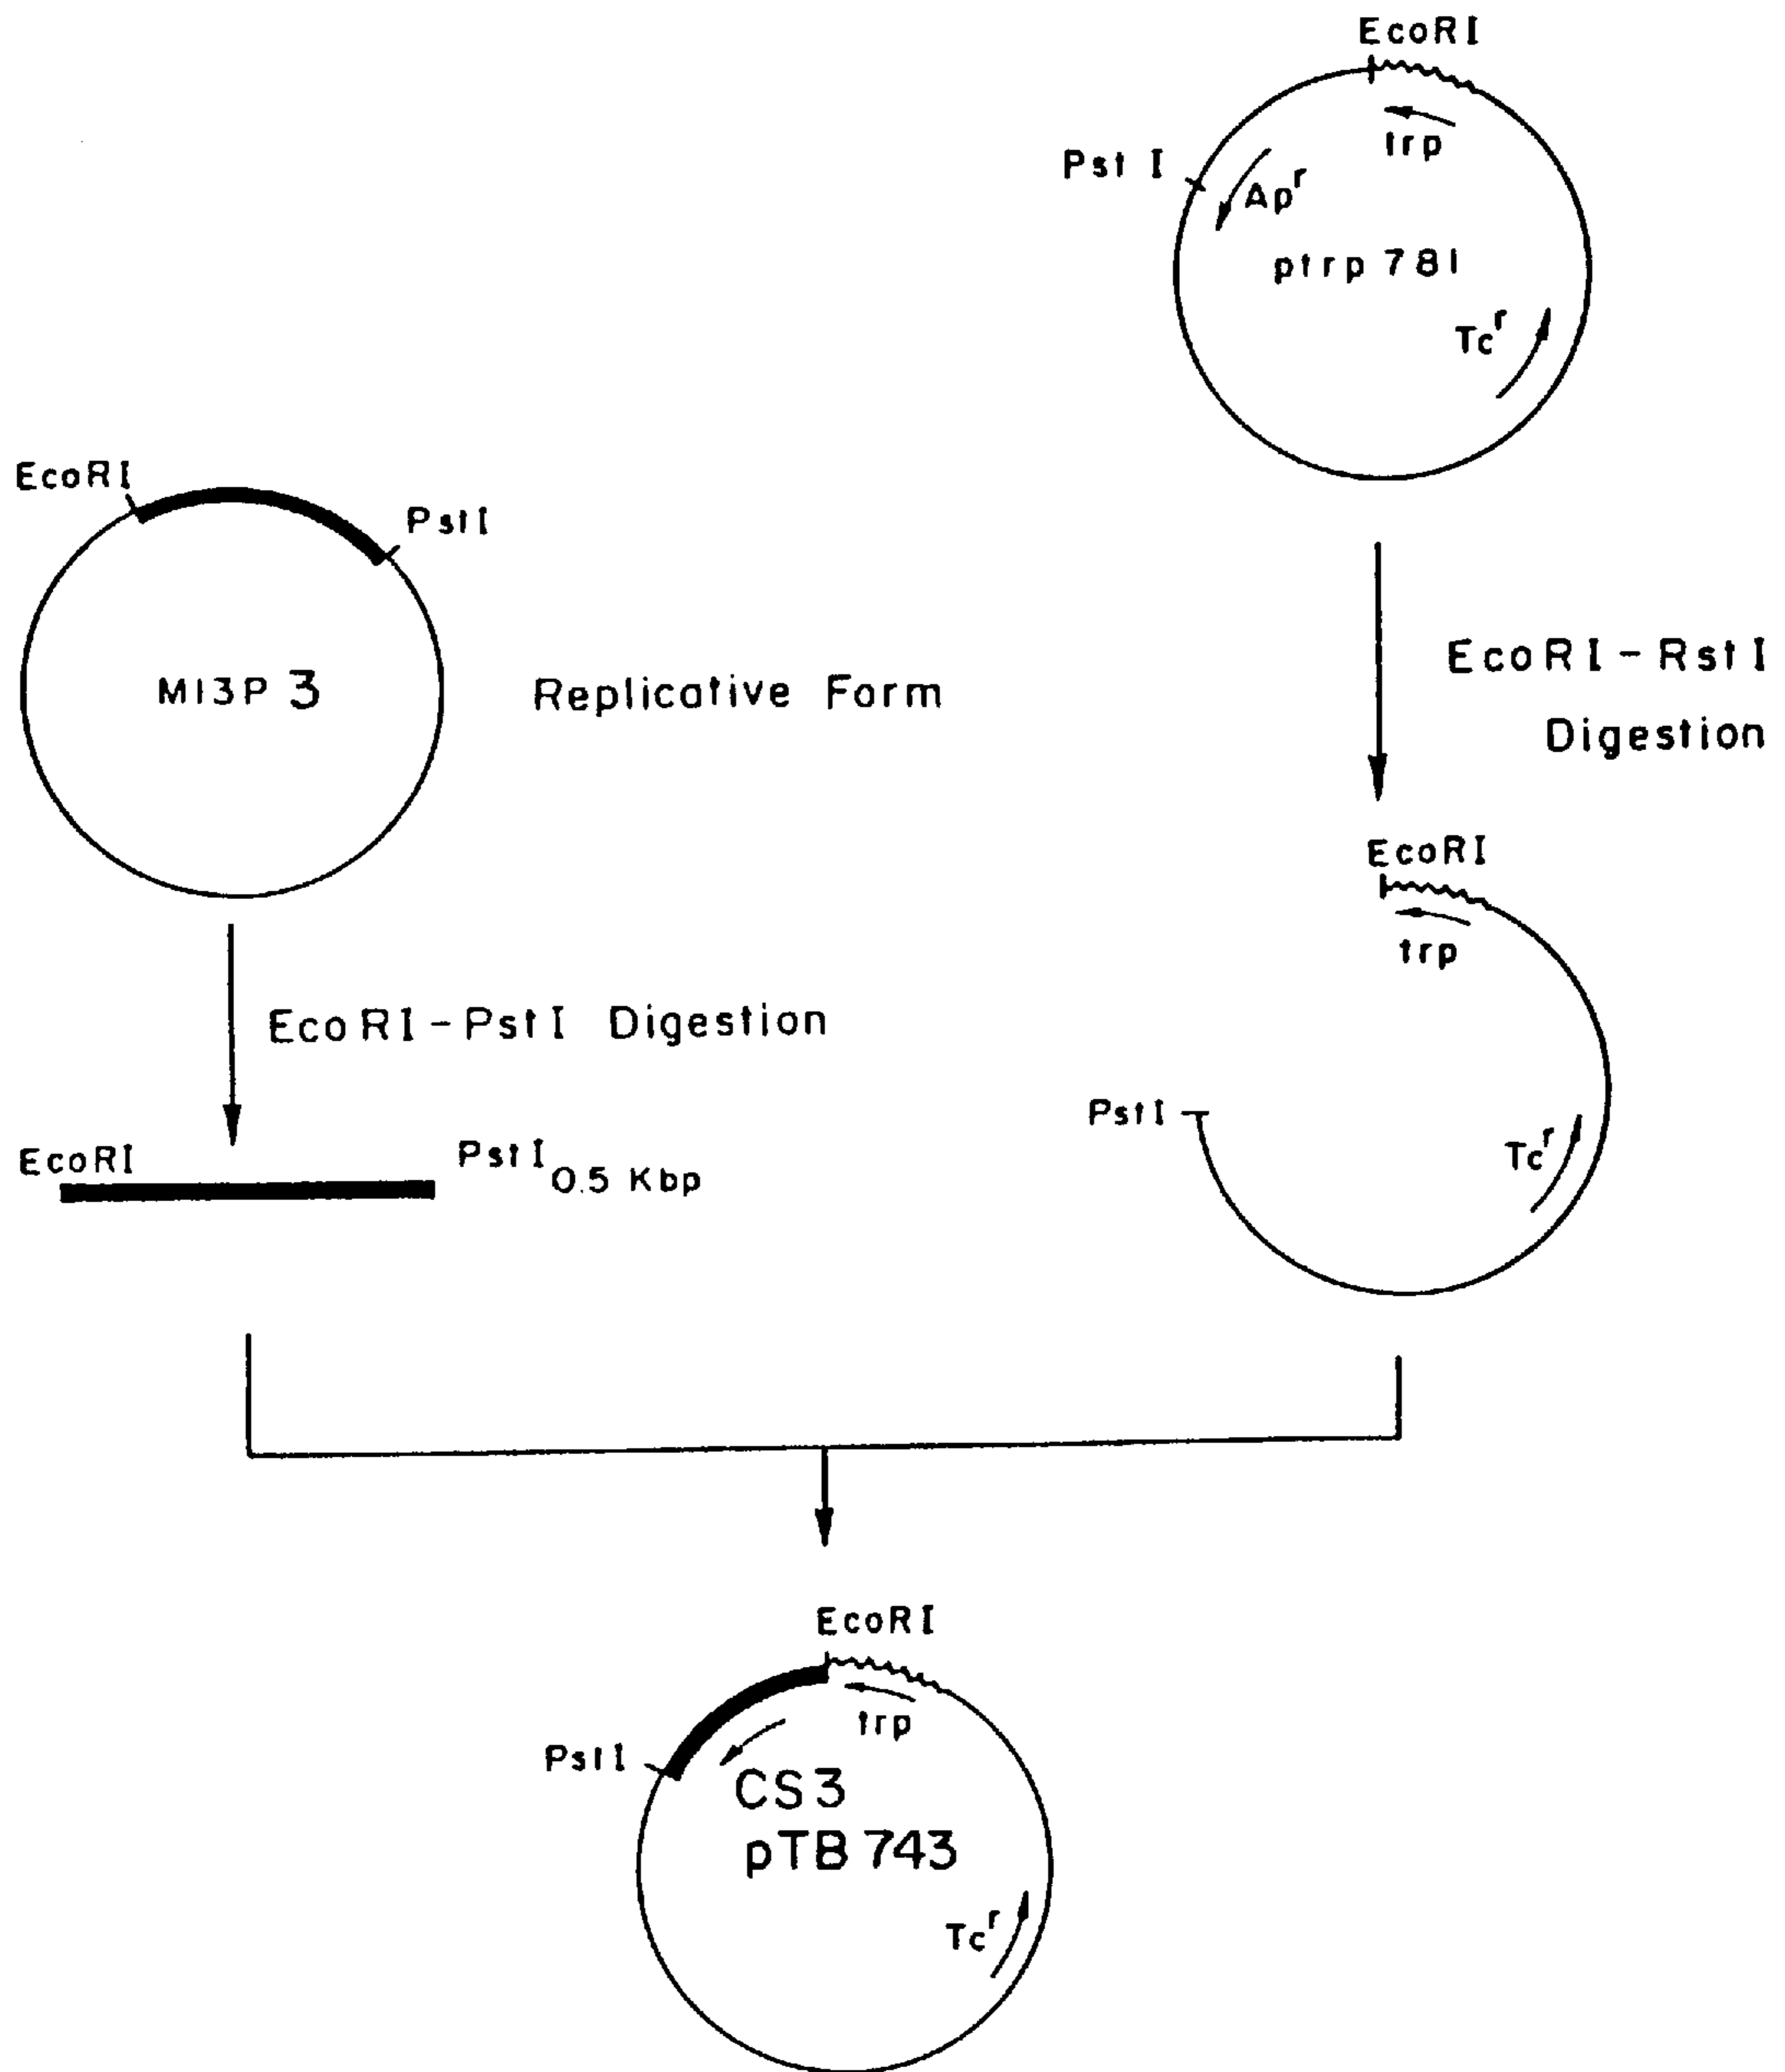 EcoRI
Pst I
trp
Apʳ
ptrp 781
Tcʳ
EcoRI
PstI
M13P 3
Replicative Form
EcoRI-RstI
Digestion
EcoRI
trp
EcoRI-PstI Digestion
PstI
Tcʳ
EcoRI
PstI 0.5 Kbp
EcoRI
trp
PstI
CS3
pTB 743
Tcʳ